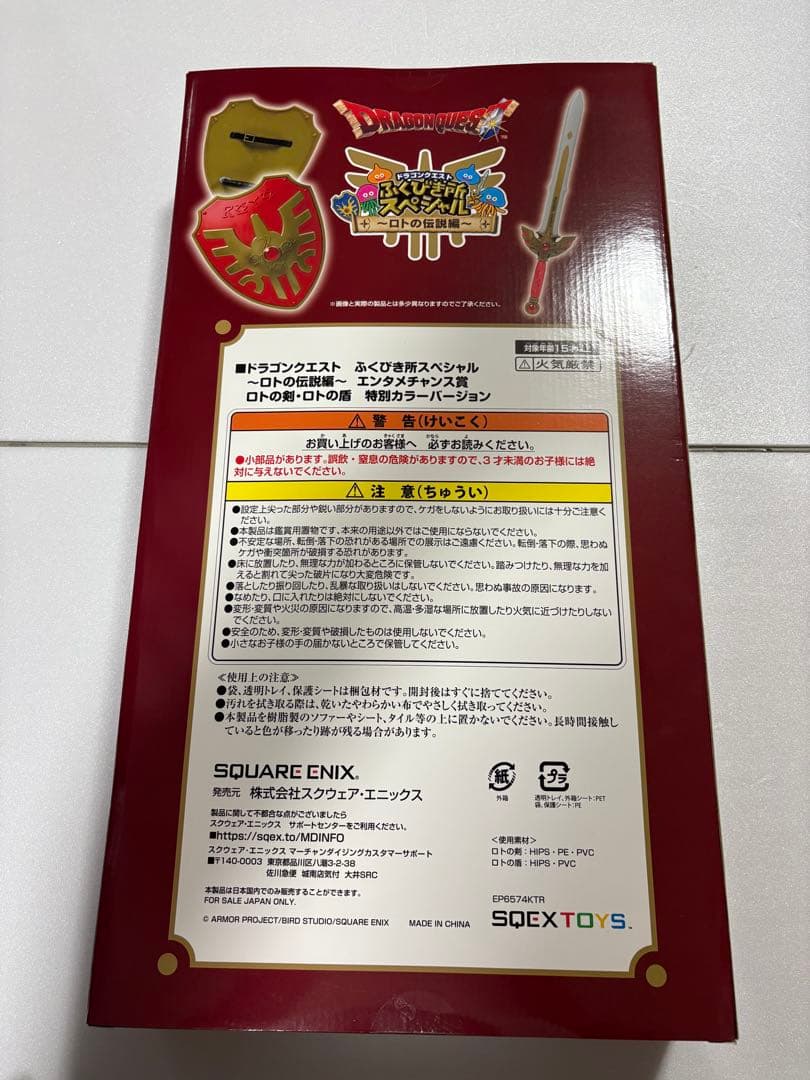 DRAGON QUEST
ドラゴンクエスト
ふくびき所
スペシャル
~ロトの伝説編~
※画像と実際の製品とは多少異なりますのでご了承ください。
対象年齢15才以上
■ドラゴンクエスト ふくびき所スペシャル
~ロトの伝説編~ エンタメチャンス賞
ロトの剣・ロトの盾 特別カラーバージョン
火気厳禁
警告(けいこく)
お買い上げのお客様へ 必ずお読みください。
●小部品があります。誤飲・窒息の危険がありますので、3才未満のお子様には絶
対に与えないでください。
注意(ちゅうい)
●設定上尖った部分や鋭い部分がありますので、ケガをしないようにお取り扱いには十分ご注意く
ださい。
●本製品は鑑賞用置物です、本来の用途以外ではご使用にならないでください。
●不安定な場所、転倒・落下の恐れがある場所での展示はご遠慮ください。転倒・落下の際、思わぬ
ケガや衝突箇所が破損する恐れがあります。
●床に放置したり、無理な力が加わるところに保管しないでください。踏みつけたり、無理な力を加
えると割れて尖った破片になり大変危険です。
●落としたり振り回したり、乱暴な取り扱いはしないでください。思わぬ事故の原因になります。
●なめたり、口に入れたりは絶対にしないでください。
●変形・変質や火災の原因になりますので、高温・多湿な場所に放置したり火気に近づけたりしない
でください。
●安全のため、変形・変質や破損したものは使用しないでください。
●小さなお子様の手の届かないところで保管してください。
≪使用上の注意≫
●袋、透明トレイ、保護シートは梱包材です。開封後はすぐに捨ててください。
●汚れを拭き取る際は、乾いたやわらかい布でやさしく拭き取ってください。
●本製品を樹脂製のソファーやシート、タイル等の上に置かないでください。長時間接触し
ていると色が移ったり跡が残る場合があります。
SQUARE ENIX®
発売元 株式会社スクウェア・エニックス
紙
外箱
プラ
透明トレイ、外箱シート:PET
袋、保護シート:PE
製品に関して不都合な点がございましたら
スクウェア・エニックス サポートセンターをご利用ください。
■https://sqex.to/MDINFO
スクウェア・エニックス マーチャンダイジングカスタマーサポート
■〒140-0003 東京都品川区八潮3-2-38
佐川急便 城南店気付 大井SRC
<使用素材>
ロトの剣:HIPS・PE・PVC
ロトの盾:HIPS・PVC
本製品は日本国内でのみ販売することができます。
FOR SALE JAPAN ONLY.
EP6574KTR
© ARMOR PROJECT/BIRD STUDIO/SQUARE ENIX MADE IN CHINA
SQEX TOYS™